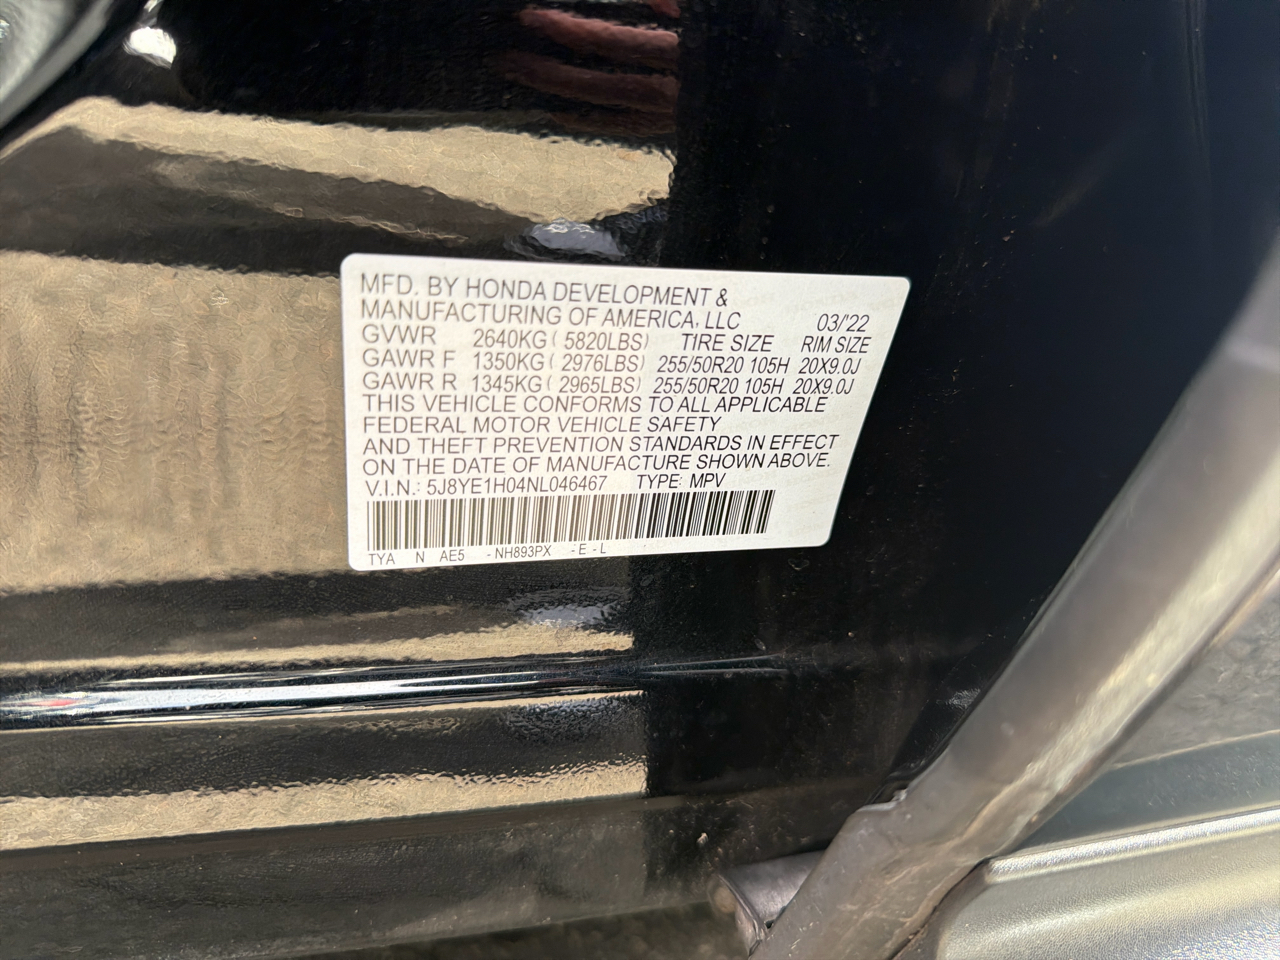 MFD. BY HONDA DEVELOPMENT &
MANUFACTURING OF AMERICA, LLC 03/'22
GVWR 2640KG ( 5820LBS) TIRE SIZE RIM SIZE
GAWR F 1350KG ( 2976LBS) 255/50R20 105H 20X9.0J
GAWR R 1345KG ( 2965LBS) 255/50R20 105H 20X9.0J
THIS VEHICLE CONFORMS TO ALL APPLICABLE
FEDERAL MOTOR VEHICLE SAFETY
AND THEFT PREVENTION STANDARDS IN EFFECT
ON THE DATE OF MANUFACTURE SHOWN ABOVE.
V.I.N.: 5J8YE1H04NL046467 TYPE: MPV
TYA N AE5 -NH893PX -E -L